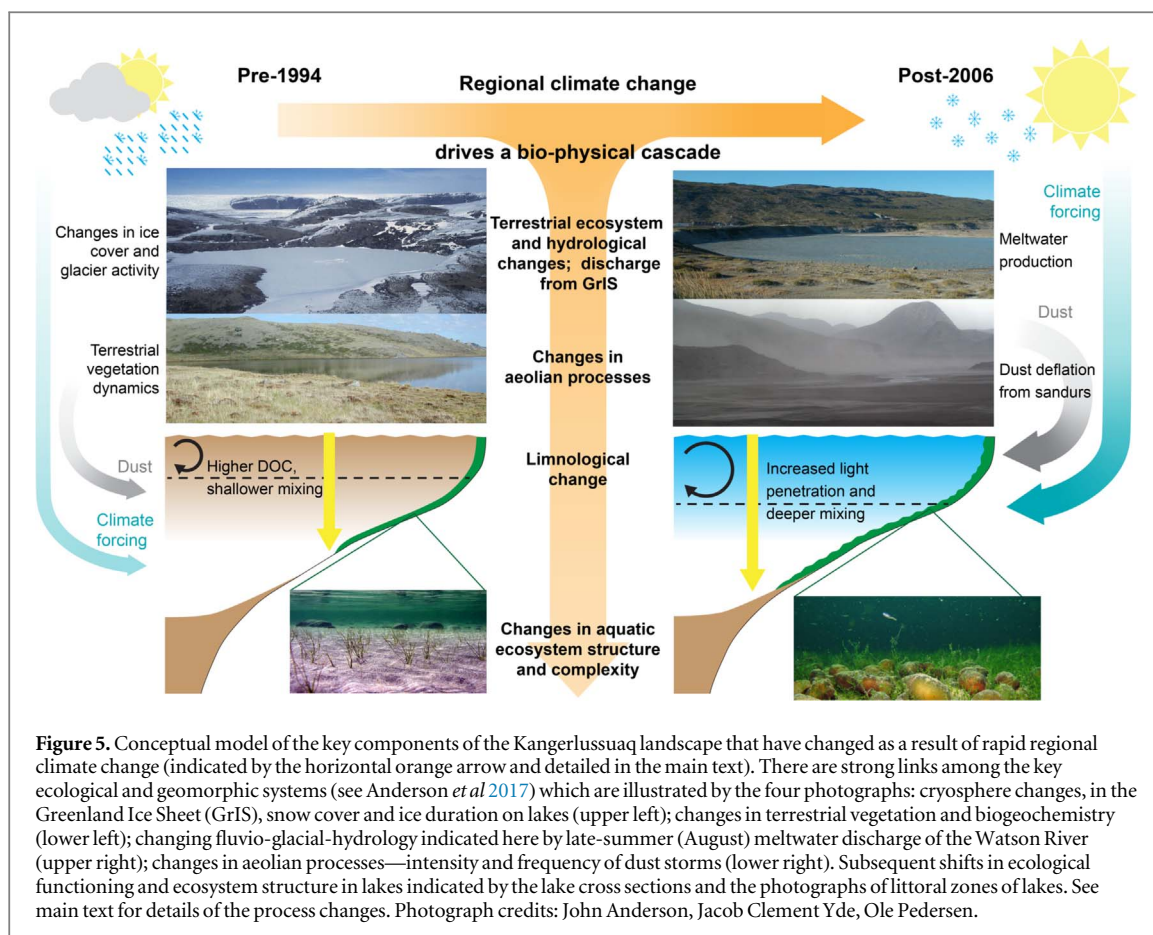 Pre-1994
Regional climate change
Post-2006
drives a bio-physical cascade
Changes in ice
cover and
glacier activity
Terrestrial ecosystem
and hydrological
changes; discharge
from GrIS
Climate
forcing
Meltwater
production
Terrestrial
vegetation
dynamics
Changes in
aeolian processes
Dust
Dust deflation
from sandurs
Dust
Climate
forcing
Higher DOC,
shallower mixing
Limnological
change
Increased light
penetration and
deeper mixing
Changes in aquatic
ecosystem structure
and complexity
Figure 5. Conceptual model of the key components of the Kangerlussuaq landscape that have changed as a result of rapid regional
climate change (indicated by the horizontal orange arrow and detailed in the main text). There are strong links among the key
ecological and geomorphic systems (see Anderson et al 2017) which are illustrated by the four photographs: cryosphere changes, in the
Greenland Ice Sheet (GrIS), snow cover and ice duration on lakes (upper left); changes in terrestrial vegetation and biogeochemistry
(lower left); changing fluvio-glacial-hydrology indicated here by late-summer (August) meltwater discharge of the Watson River
(upper right); changes in aeolian processes—intensity and frequency of dust storms (lower right). Subsequent shifts in ecological
functioning and ecosystem structure in lakes indicated by the lake cross sections and the photographs of littoral zones of lakes. See
main text for details of the process changes. Photograph credits: John Anderson, Jacob Clement Yde, Ole Pedersen.